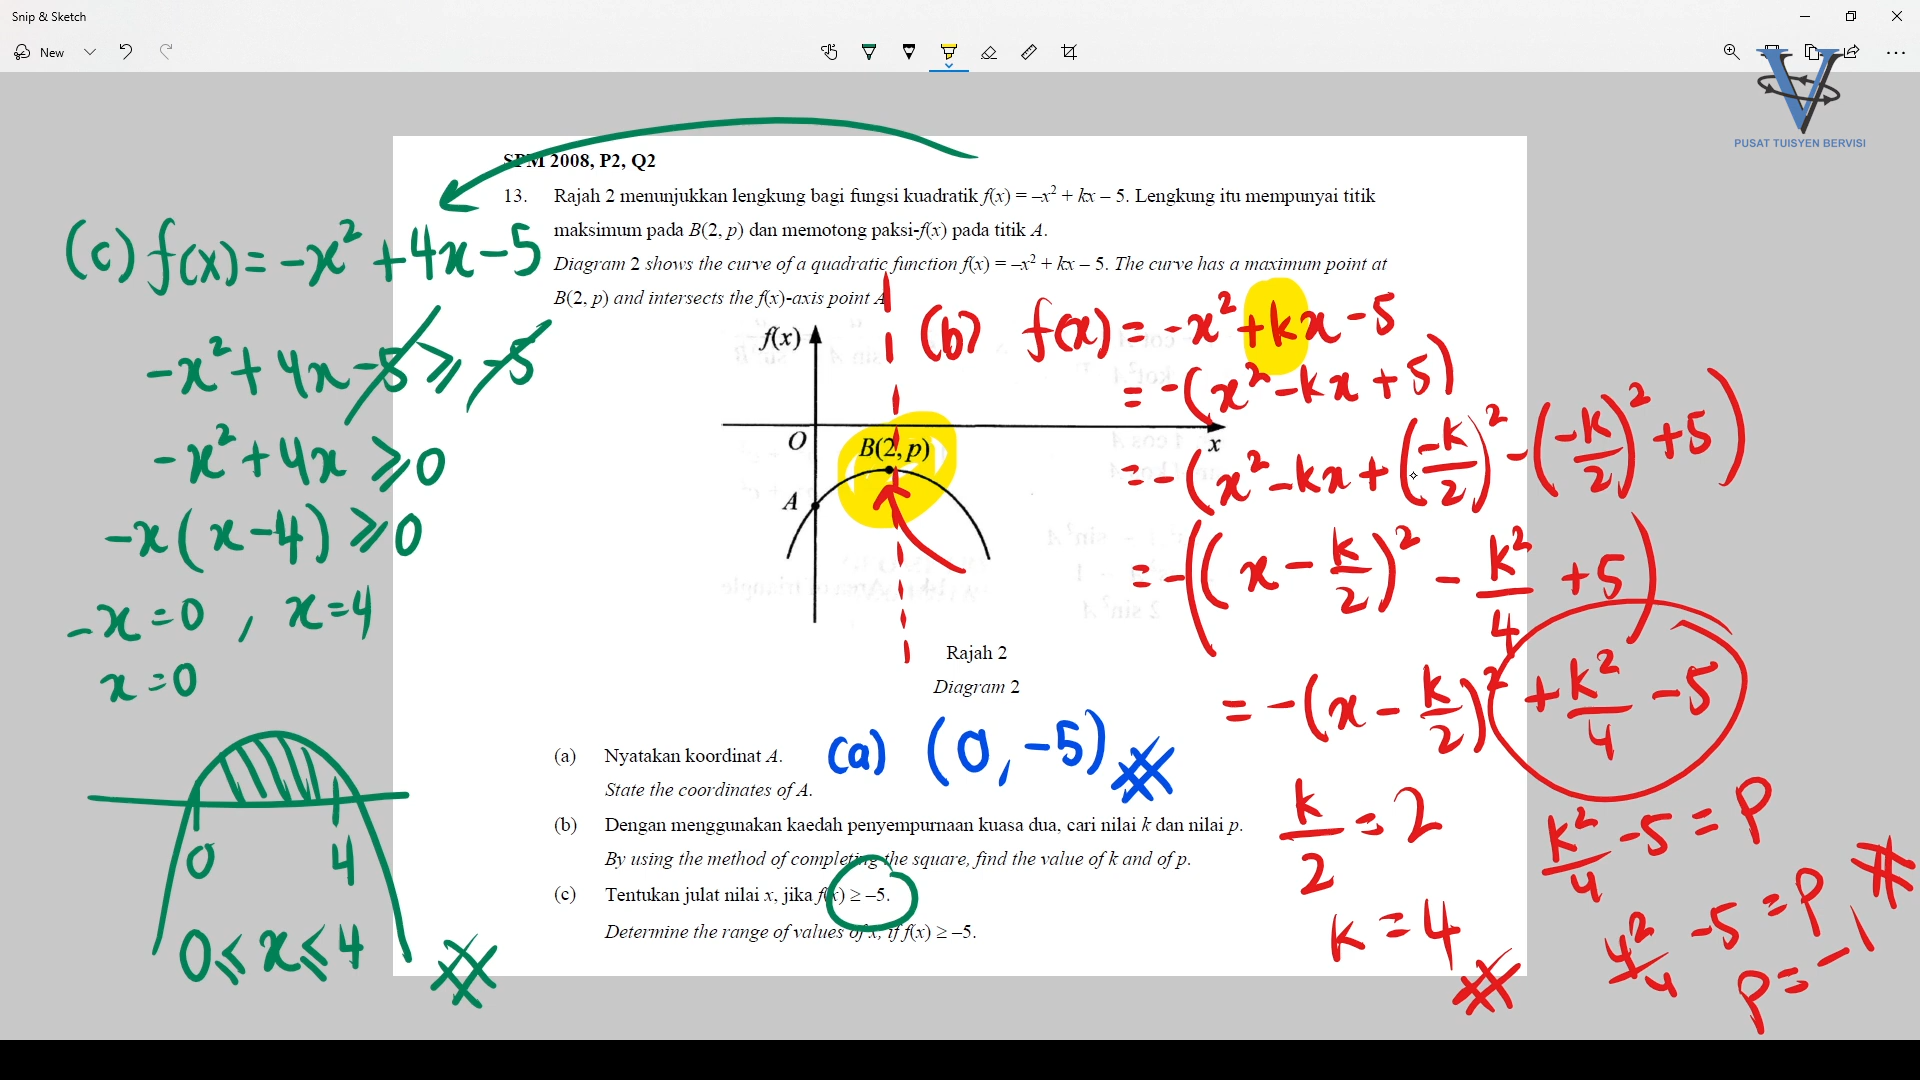 Snip & Sketch
New
PUSAT TUISYEN BERVISI
SPM 2008, P2, Q2
13. Rajah 2 menunjukkan lengkung bagi fungsi kuadratik f(x) = –x² + kx – 5. Lengkung itu mempunyai titik
maksimum pada B(2, p) dan memotong paksi-f(x) pada titik A.
Diagram 2 shows the curve of a quadratic function f(x) = –x² + kx – 5. The curve has a maximum point at
B(2, p) and intersects the f(x)-axis point A
f(x)
O
B(2, p)
x
A
Rajah 2
Diagram 2
(a) Nyatakan koordinat A.
State the coordinates of A.
(b) Dengan menggunakan kaedah penyempurnaan kuasa dua, cari nilai k dan nilai p.
By using the method of completing the square, find the value of k and of p.
(c) Tentukan julat nilai x, jika f(x) ≥ –5.
Determine the range of values of x, if f(x) ≥ –5.
(a) (0, -5)
(b) f(x) = -x² + kx - 5
= -(x² - kx + 5)
= -(x² - kx + (-k/2)² - (-k/2)² + 5)
= -((x - k/2)² - k²/4 + 5)
= -(x - k/2)² + k²/4 - 5
k/2 = 2
k = 4
k²/4 - 5 = p
4²/4 - 5 = p
p = -1
(c) f(x) = -x² + 4x - 5
-x² + 4x - 5 ≥ -5
-x² + 4x ≥ 0
-x(x - 4) ≥ 0
-x = 0 , x = 4
x = 0
0 4
0 ≤ x ≤ 4